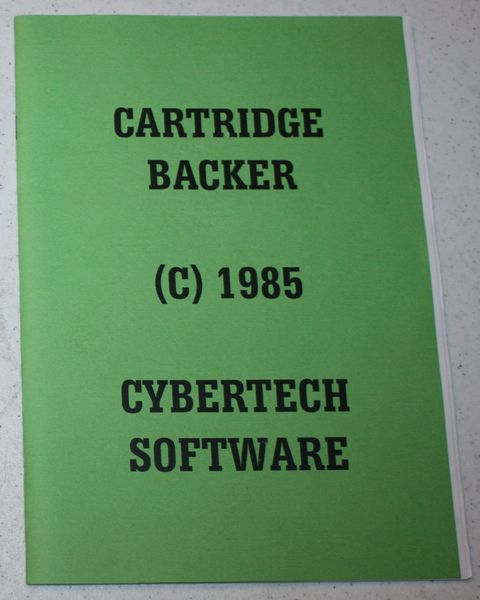 CARTRIDGE
BACKER
(C) 1985
CYBERTECH
SOFTWARE